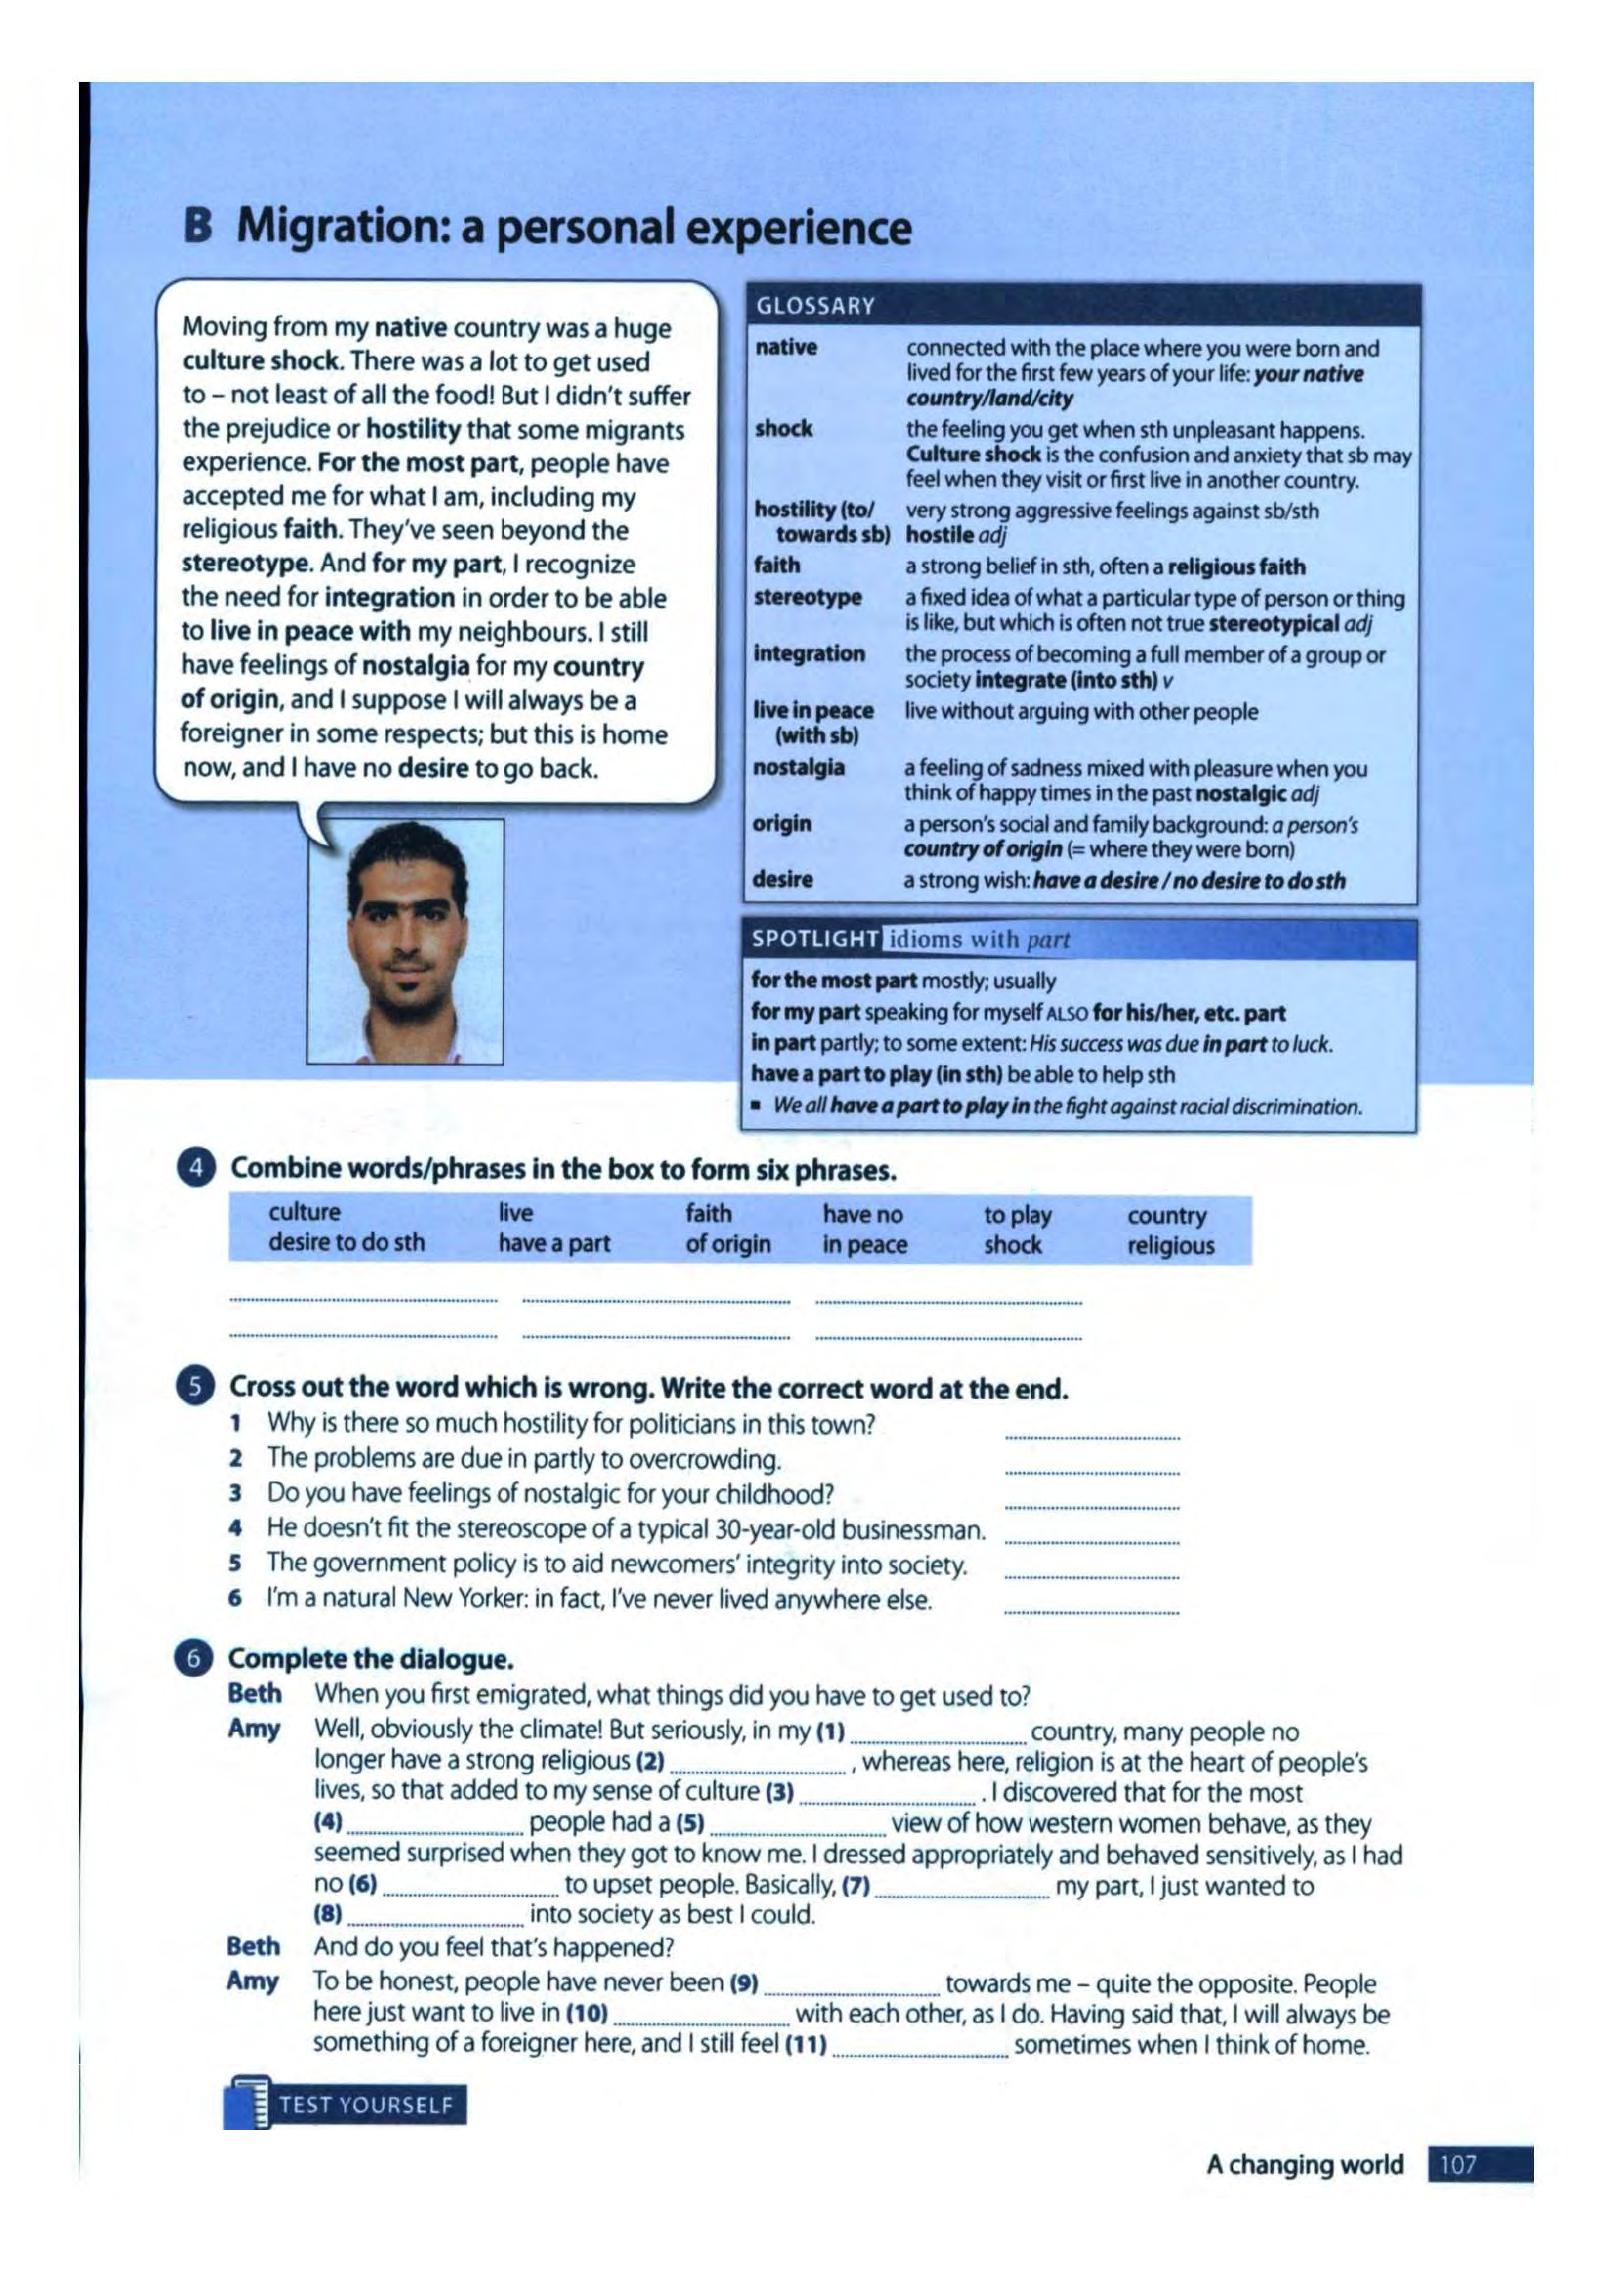 B Migration: a personal experience
Moving from my native country was a huge
culture shock. There was a lot to get used
to – not least of all the food! But I didn't suffer
the prejudice or hostility that some migrants
experience. For the most part, people have
accepted me for what I am, including my
religious faith. They've seen beyond the
stereotype. And for my part, I recognize
the need for integration in order to be able
to live in peace with my neighbours. I still
have feelings of nostalgia for my country
of origin, and I suppose I will always be a
foreigner in some respects; but this is home
now, and I have no desire to go back.
GLOSSARY
native connected with the place where you were born and
lived for the first few years of your life: your native
country/land/city
shock the feeling you get when sth unpleasant happens.
Culture shock is the confusion and anxiety that sb may
feel when they visit or first live in another country.
hostility (to/ very strong aggressive feelings against sb/sth
towards sb) hostile adj
faith a strong belief in sth, often a religious faith
stereotype a fixed idea of what a particular type of person or thing
is like, but which is often not true stereotypical adj
integration the process of becoming a full member of a group or
society integrate (into sth) v
live in peace live without arguing with other people
(with sb)
nostalgia a feeling of sadness mixed with pleasure when you
think of happy times in the past nostalgic adj
origin a person's social and family background: a person's
country of origin (= where they were born)
desire a strong wish: have a desire / no desire to do sth
SPOTLIGHT idioms with part
for the most part mostly; usually
for my part speaking for myself ALSO for his/her, etc. part
in part partly; to some extent: His success was due in part to luck.
have a part to play (in sth) be able to help sth
▪ We all have a part to play in the fight against racial discrimination.
4 Combine words/phrases in the box to form six phrases.
culture live faith have no to play country
desire to do sth have a part of origin in peace shock religious
5 Cross out the word which is wrong. Write the correct word at the end.
1 Why is there so much hostility for politicians in this town?
2 The problems are due in partly to overcrowding.
3 Do you have feelings of nostalgic for your childhood?
4 He doesn't fit the stereoscope of a typical 30-year-old businessman.
5 The government policy is to aid newcomers' integrity into society.
6 I'm a natural New Yorker: in fact, I've never lived anywhere else.
6 Complete the dialogue.
Beth When you first emigrated, what things did you have to get used to?
Amy Well, obviously the climate! But seriously, in my (1) ........ country, many people no
longer have a strong religious (2) ........ , whereas here, religion is at the heart of people's
lives, so that added to my sense of culture (3) ........ . I discovered that for the most
(4) ........ people had a (5) ........ view of how western women behave, as they
seemed surprised when they got to know me. I dressed appropriately and behaved sensitively, as I had
no (6) ........ to upset people. Basically, (7) ........ my part, I just wanted to
(8) ........ into society as best I could.
Beth And do you feel that's happened?
Amy To be honest, people have never been (9) ........ towards me – quite the opposite. People
here just want to live in (10) ........ with each other, as I do. Having said that, I will always be
something of a foreigner here, and I still feel (11) ........ sometimes when I think of home.
TEST YOURSELF
A changing world 107